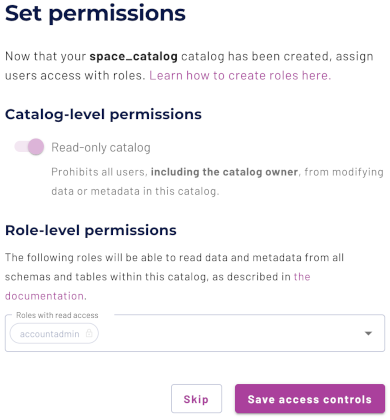 Set permissions
Now that your space_catalog catalog has been created, assign
users access with roles. Learn how to create roles here.
Catalog-level permissions
Read-only catalog
Prohibits all users, including the catalog owner, from modifying
data or metadata in this catalog.
Role-level permissions
The following roles will be able to read data and metadata from all
schemas and tables within this catalog, as described in the
documentation.
Roles with read access
accountadmin
Skip
Save access controls